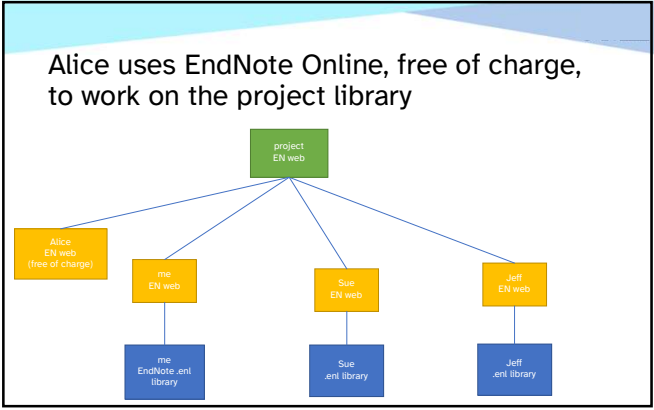 Alice uses EndNote Online, free of charge,
to work on the project library
project
EN web
Alice
EN web
(free of charge)
me
EN web
Sue
EN web
Jeff
EN web
me
EndNote .enl
library
Sue
.enl library
Jeff
.enl library